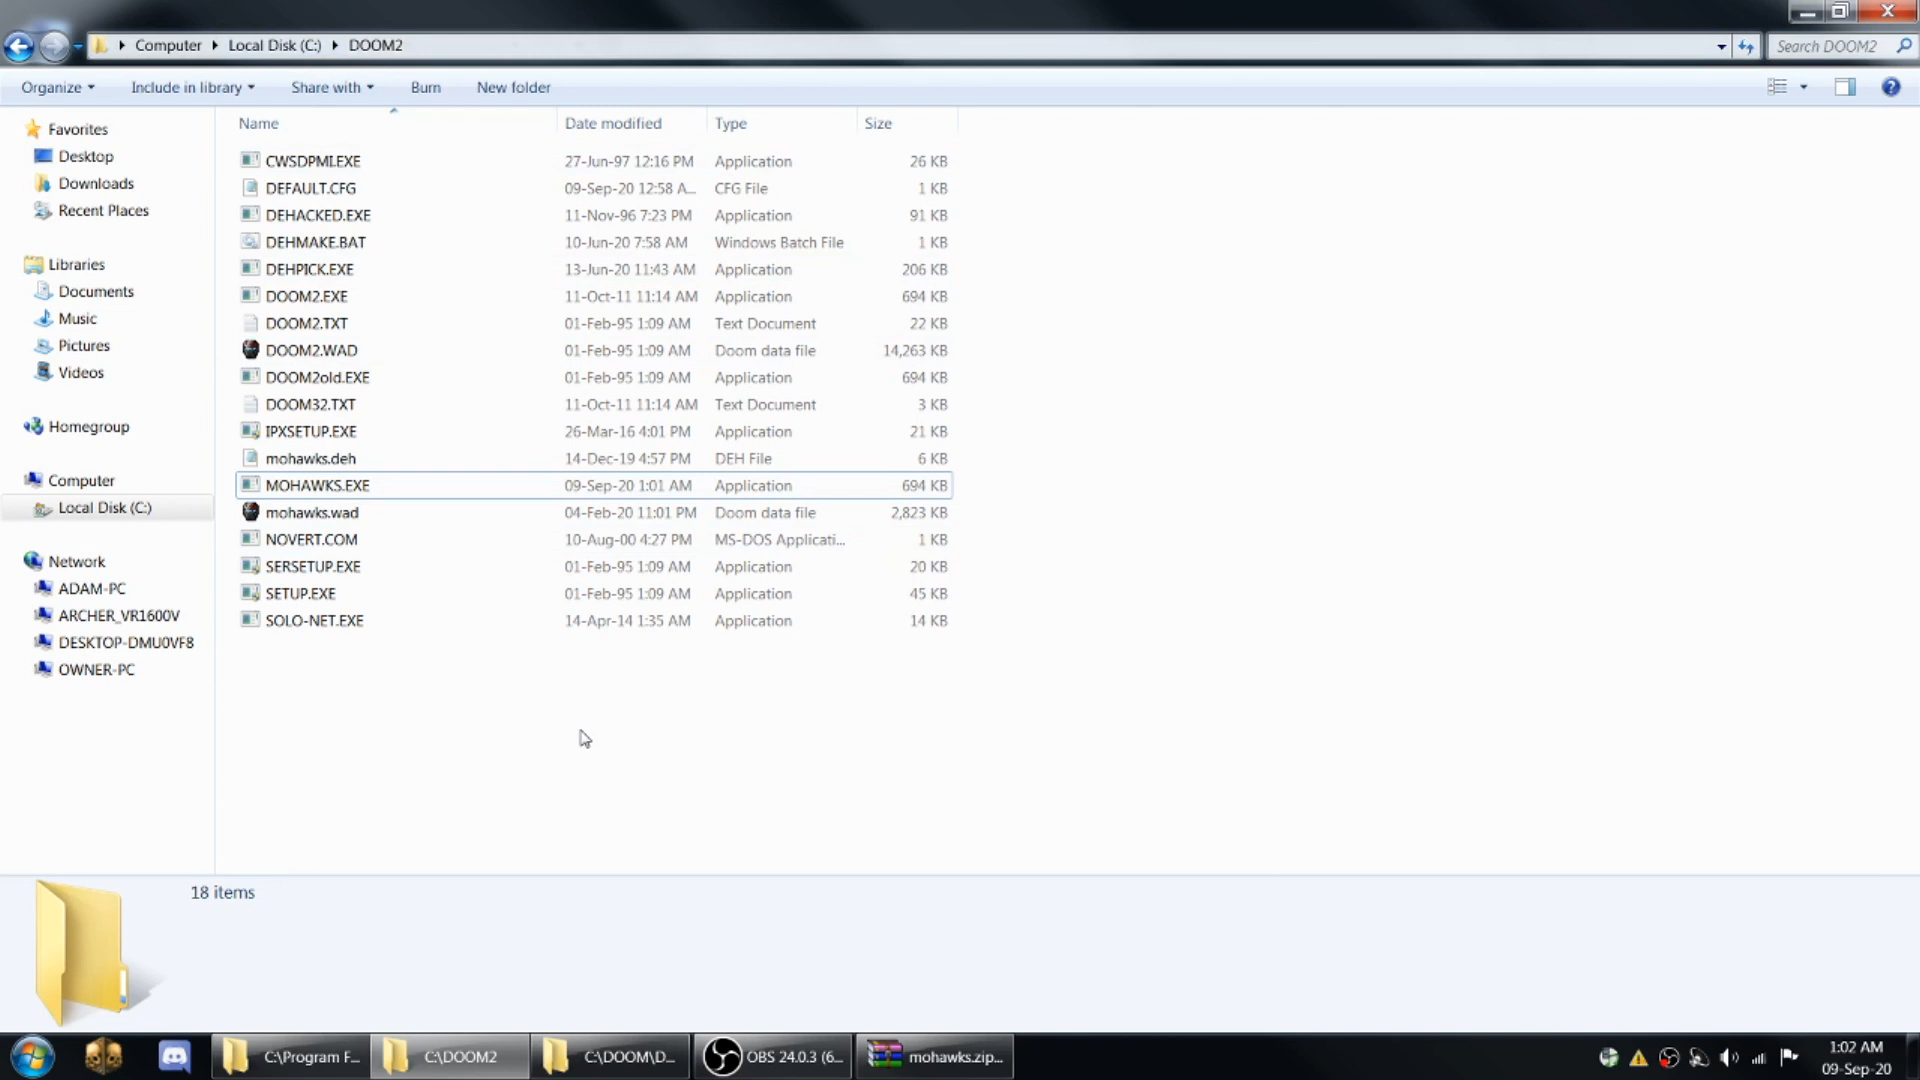 Computer Local Disk (C:) DOOM2
Search DOOM2
Organize Include in library Share with Burn New folder
Name Date modified Type Size
Favorites
Desktop
Downloads
Recent Places
Libraries
Documents
Music
Pictures
Videos
Homegroup
Computer
Local Disk (C:)
Network
ADAM-PC
ARCHER_VR1600V
DESKTOP-DMU0VF8
OWNER-PC
CWSDPMI.EXE 27-Jun-97 12:16 PM Application 26 KB
DEFAULT.CFG 09-Sep-20 12:58 A... CFG File 1 KB
DEHACKED.EXE 11-Nov-96 7:23 PM Application 91 KB
DEHMAKE.BAT 10-Jun-20 7:58 AM Windows Batch File 1 KB
DEHPICK.EXE 13-Jun-20 11:43 AM Application 206 KB
DOOM2.EXE 11-Oct-11 11:14 AM Application 694 KB
DOOM2.TXT 01-Feb-95 1:09 AM Text Document 22 KB
DOOM2.WAD 01-Feb-95 1:09 AM Doom data file 14,263 KB
DOOM2old.EXE 01-Feb-95 1:09 AM Application 694 KB
DOOM32.TXT 11-Oct-11 11:14 AM Text Document 3 KB
IPXSETUP.EXE 26-Mar-16 4:01 PM Application 21 KB
mohawks.deh 14-Dec-19 4:57 PM DEH File 6 KB
MOHAWKS.EXE 09-Sep-20 1:01 AM Application 694 KB
mohawks.wad 04-Feb-20 11:01 PM Doom data file 2,823 KB
NOVERT.COM 10-Aug-00 4:27 PM MS-DOS Applicati... 1 KB
SERSETUP.EXE 01-Feb-95 1:09 AM Application 20 KB
SETUP.EXE 01-Feb-95 1:09 AM Application 45 KB
SOLO-NET.EXE 14-Apr-14 1:35 AM Application 14 KB
18 items
C:\Program F... C:\DOOM2 C:\DOOM\D... OBS 24.0.3 (6... mohawks.zip...
1:02 AM
09-Sep-20